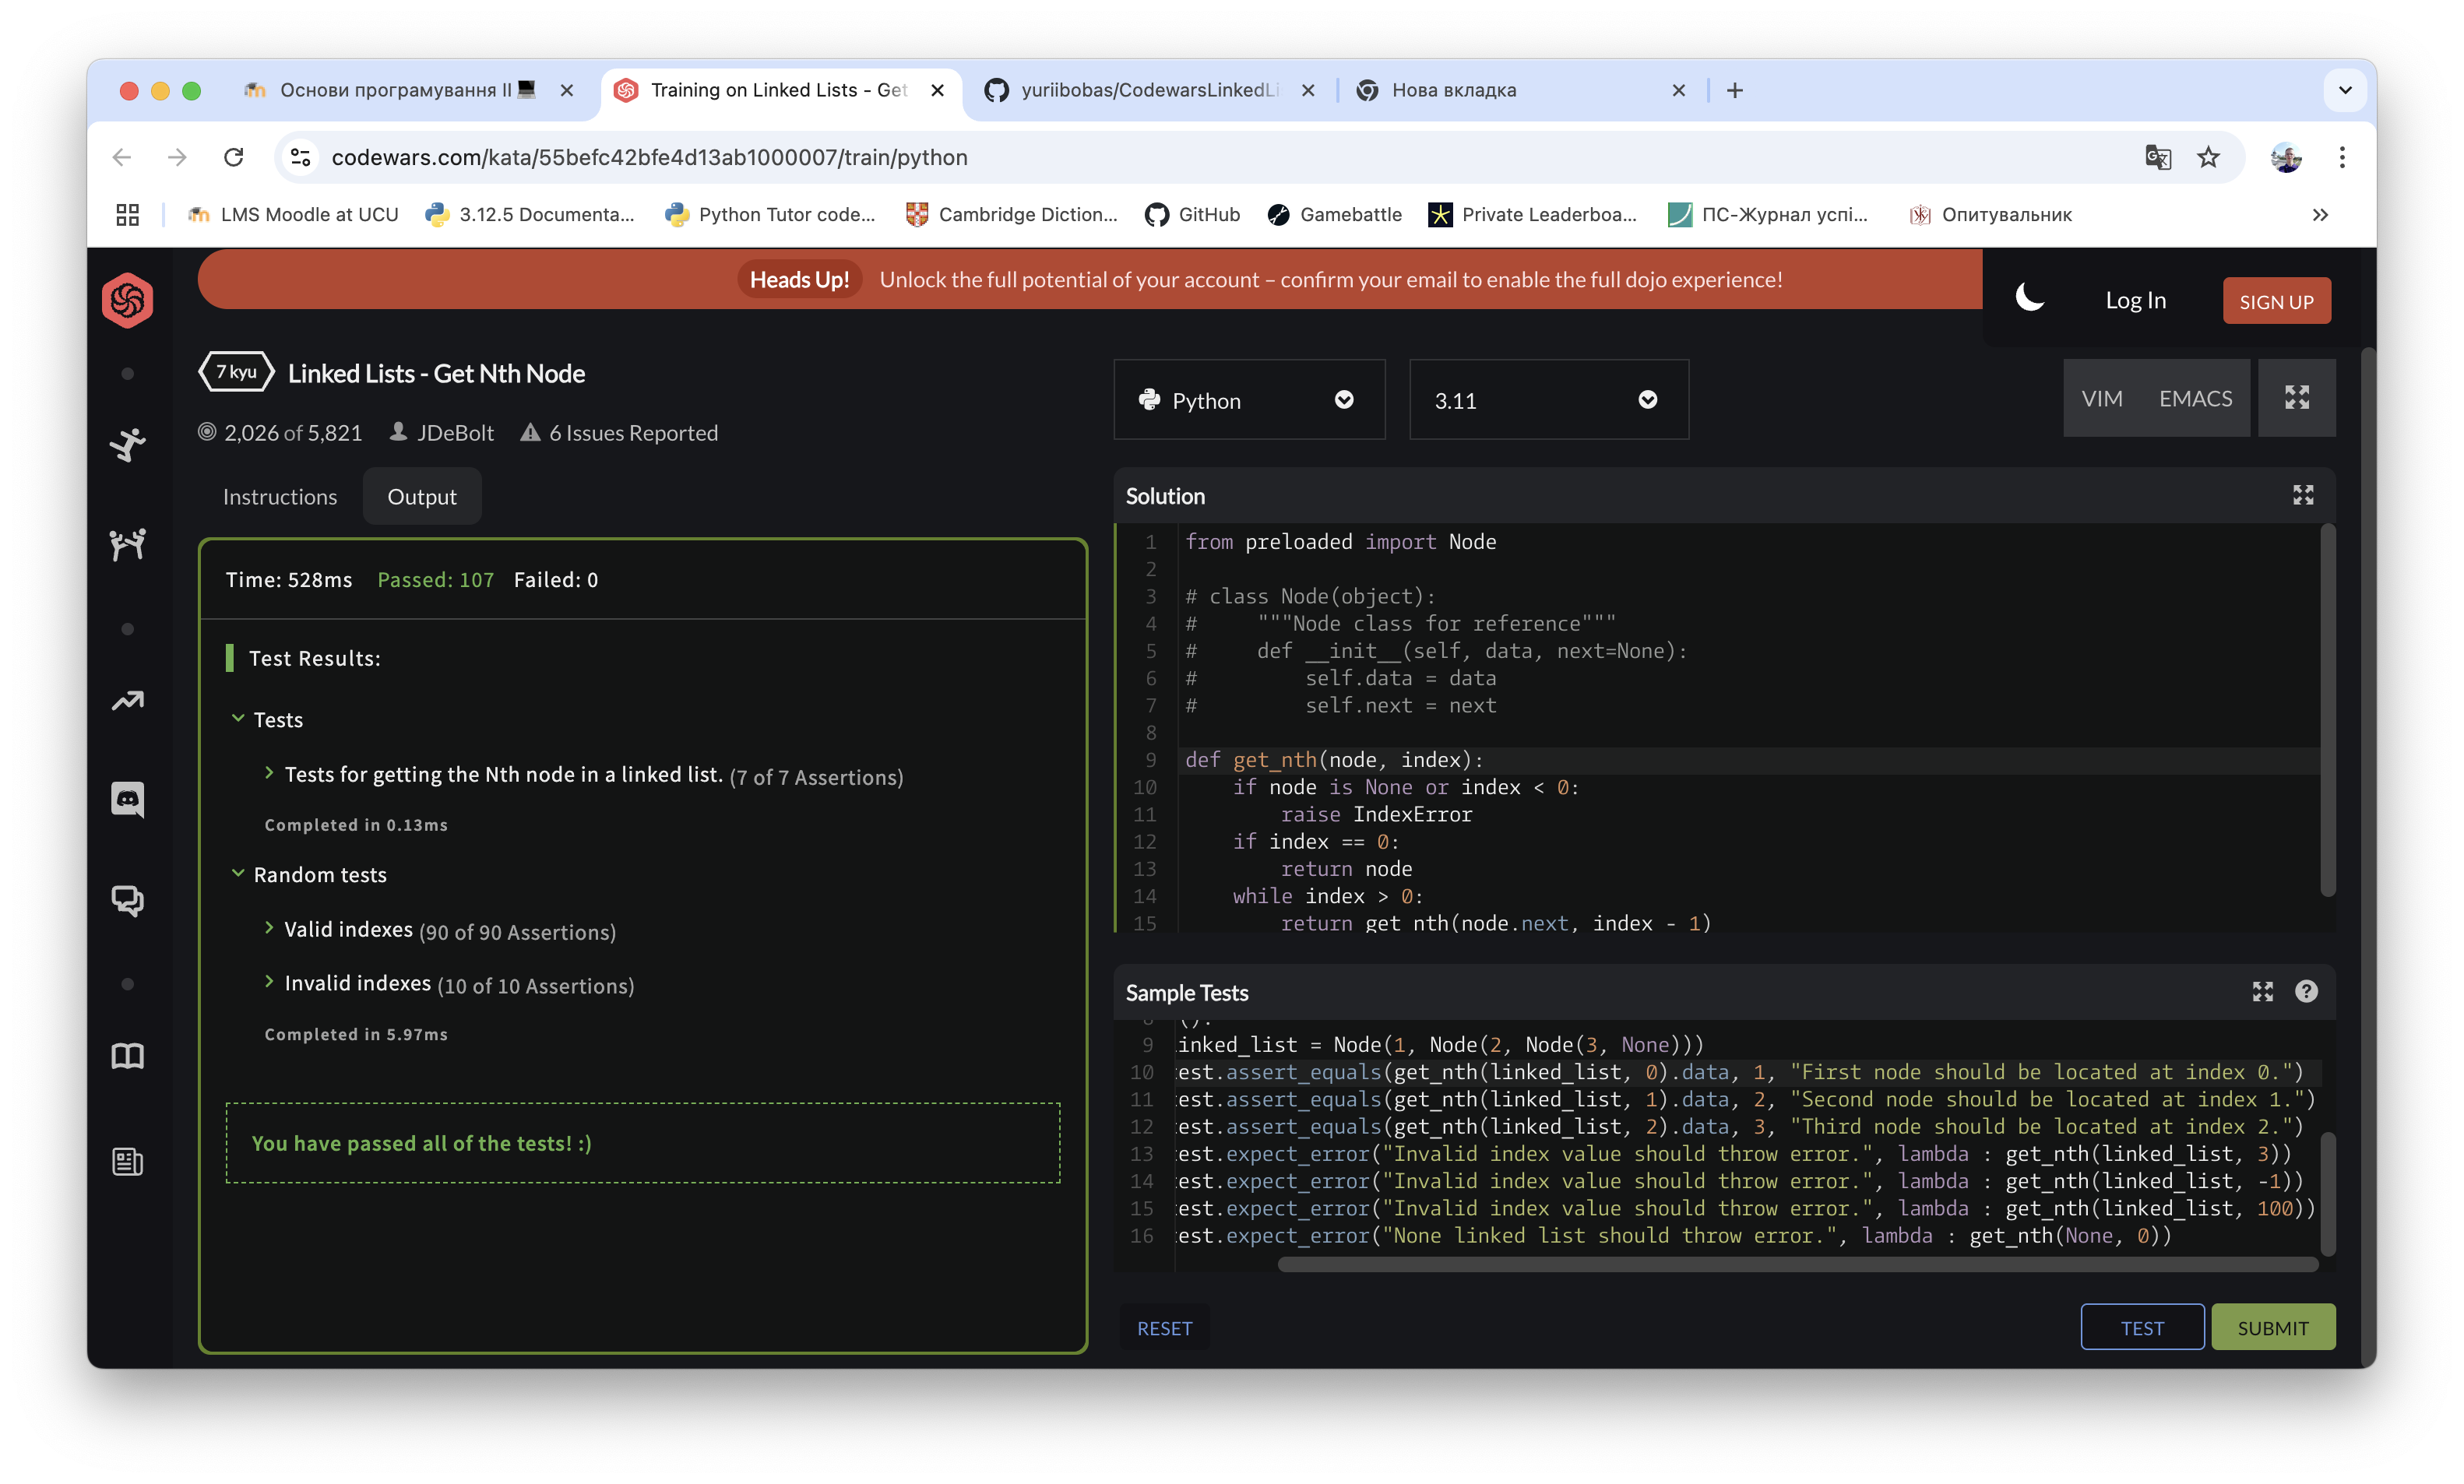 Основи програмування II
Training on Linked Lists - Get
yuriibobas/CodewarsLinkedLi
Нова вкладка
codewars.com/kata/55befc42bfe4d13ab1000007/train/python
LMS Moodle at UCU
3.12.5 Documenta...
Python Tutor code...
Cambridge Diction...
GitHub
Gamebattle
Private Leaderboa...
ПС-Журнал успі...
Опитувальник
Heads Up! Unlock the full potential of your account – confirm your email to enable the full dojo experience!
Log In
SIGN UP
7 kyu Linked Lists - Get Nth Node
2,026 of 5,821 JDeBolt 6 Issues Reported
Instructions
Output
Time: 528ms Passed: 107 Failed: 0
Test Results:
Tests
Tests for getting the Nth node in a linked list. (7 of 7 Assertions)
Completed in 0.13ms
Random tests
Valid indexes (90 of 90 Assertions)
Invalid indexes (10 of 10 Assertions)
Completed in 5.97ms
You have passed all of the tests! :)
Python
3.11
VIM
EMACS
Solution
1 from preloaded import Node
2
3 # class Node(object):
4 #     """Node class for reference"""
5 #     def __init__(self, data, next=None):
6 #         self.data = data
7 #         self.next = next
8
9 def get_nth(node, index):
10     if node is None or index < 0:
11         raise IndexError
12     if index == 0:
13         return node
14     while index > 0:
15         return get_nth(node.next, index - 1)
Sample Tests
8 ():
9 inked_list = Node(1, Node(2, Node(3, None)))
10 est.assert_equals(get_nth(linked_list, 0).data, 1, "First node should be located at index 0.")
11 est.assert_equals(get_nth(linked_list, 1).data, 2, "Second node should be located at index 1.")
12 est.assert_equals(get_nth(linked_list, 2).data, 3, "Third node should be located at index 2.")
13 est.expect_error("Invalid index value should throw error.", lambda : get_nth(linked_list, 3))
14 est.expect_error("Invalid index value should throw error.", lambda : get_nth(linked_list, -1))
15 est.expect_error("Invalid index value should throw error.", lambda : get_nth(linked_list, 100))
16 est.expect_error("None linked list should throw error.", lambda : get_nth(None, 0))
RESET
TEST
SUBMIT